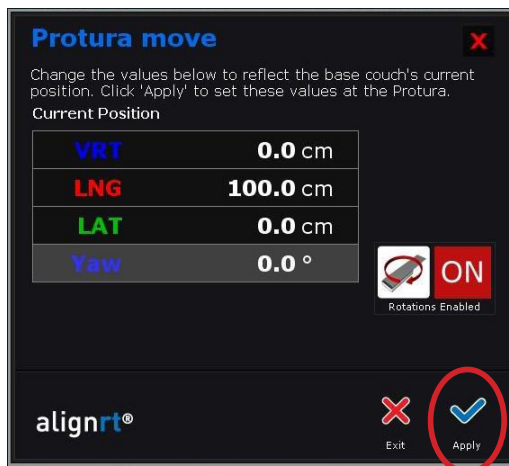 Protura move
X
Change the values below to reflect the base couch's current
position. Click 'Apply' to set these values at the Protura.
Current Position
VRT 0.0 cm
LNG 100.0 cm
LAT 0.0 cm
Yaw 0.0 °
ON
Rotations Enabled
alignrt®
Exit Apply